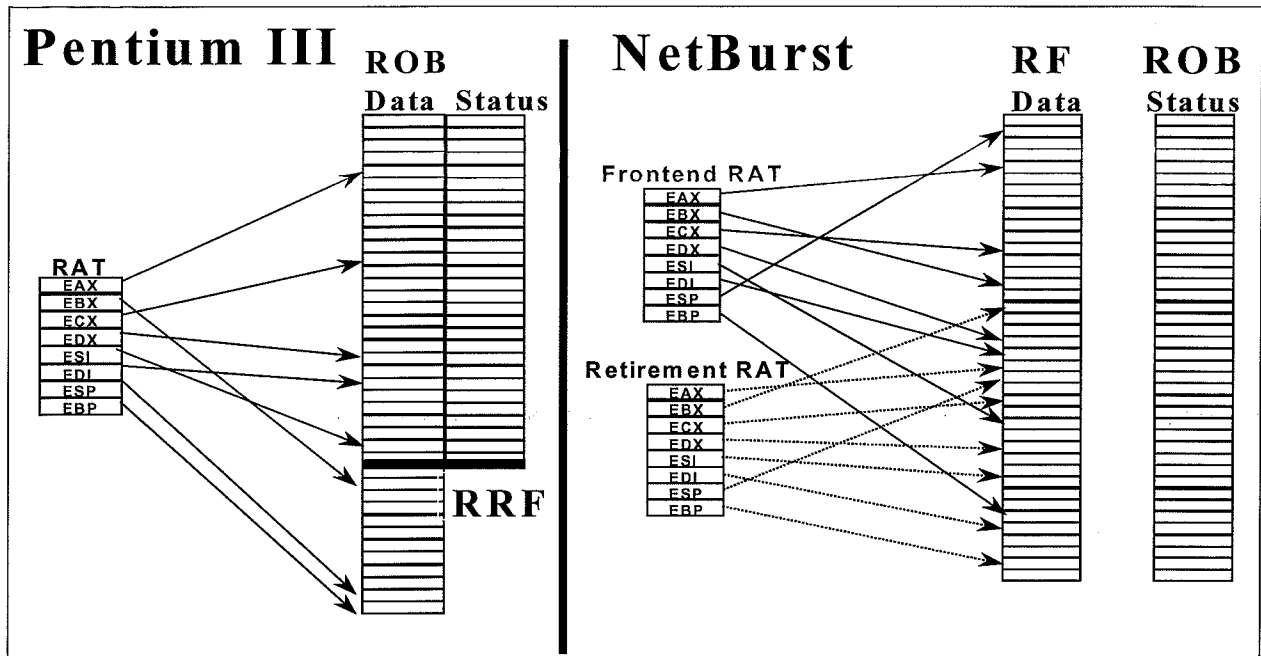 Pentium III
ROB
Data Status
RAT
EAX
EBX
ECX
EDX
ESI
EDI
ESP
EBP
RRF
NetBurst
RF
Data
ROB
Status
Frontend RAT
EAX
EBX
ECX
EDX
ESI
EDI
ESP
EBP
Retirement RAT
EAX
EBX
ECX
EDX
ESI
EDI
ESP
EBP